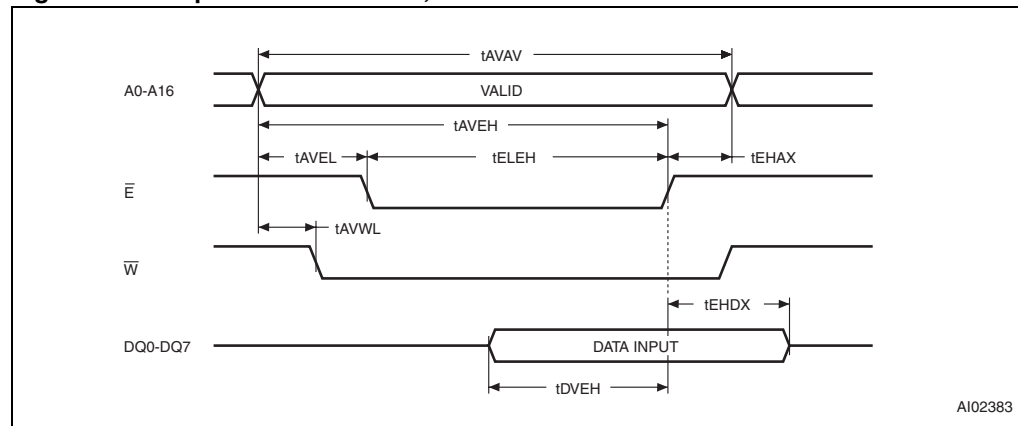 tAVAV
A0-A16
VALID
tAVEH
tAVEL
tELEH
tEHAX
E̅
tAVWL
W̅
tEHDX
DQ0-DQ7
DATA INPUT
tDVEH
AI02383